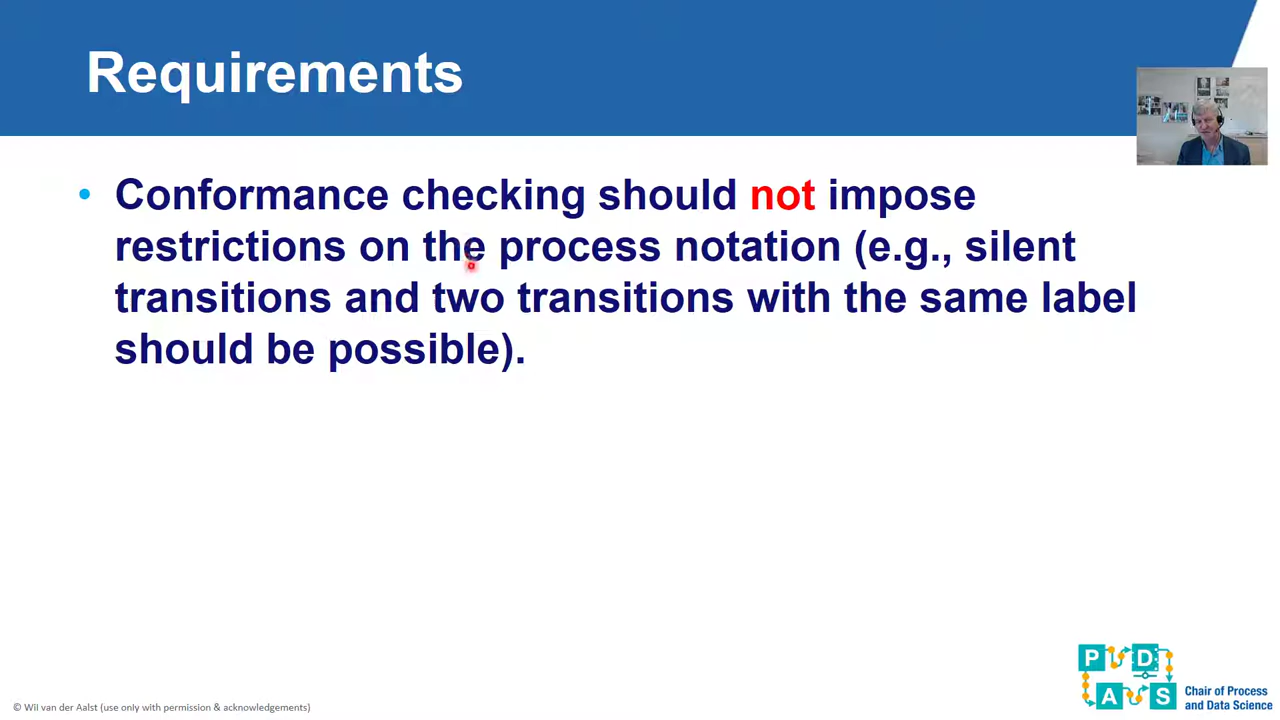 Requirements
• Conformance checking should not impose
restrictions on the process notation (e.g., silent
transitions and two transitions with the same label
should be possible).
P D
A S
Chair of Process
and Data Science
© Wil van der Aalst (use only with permission & acknowledgements)